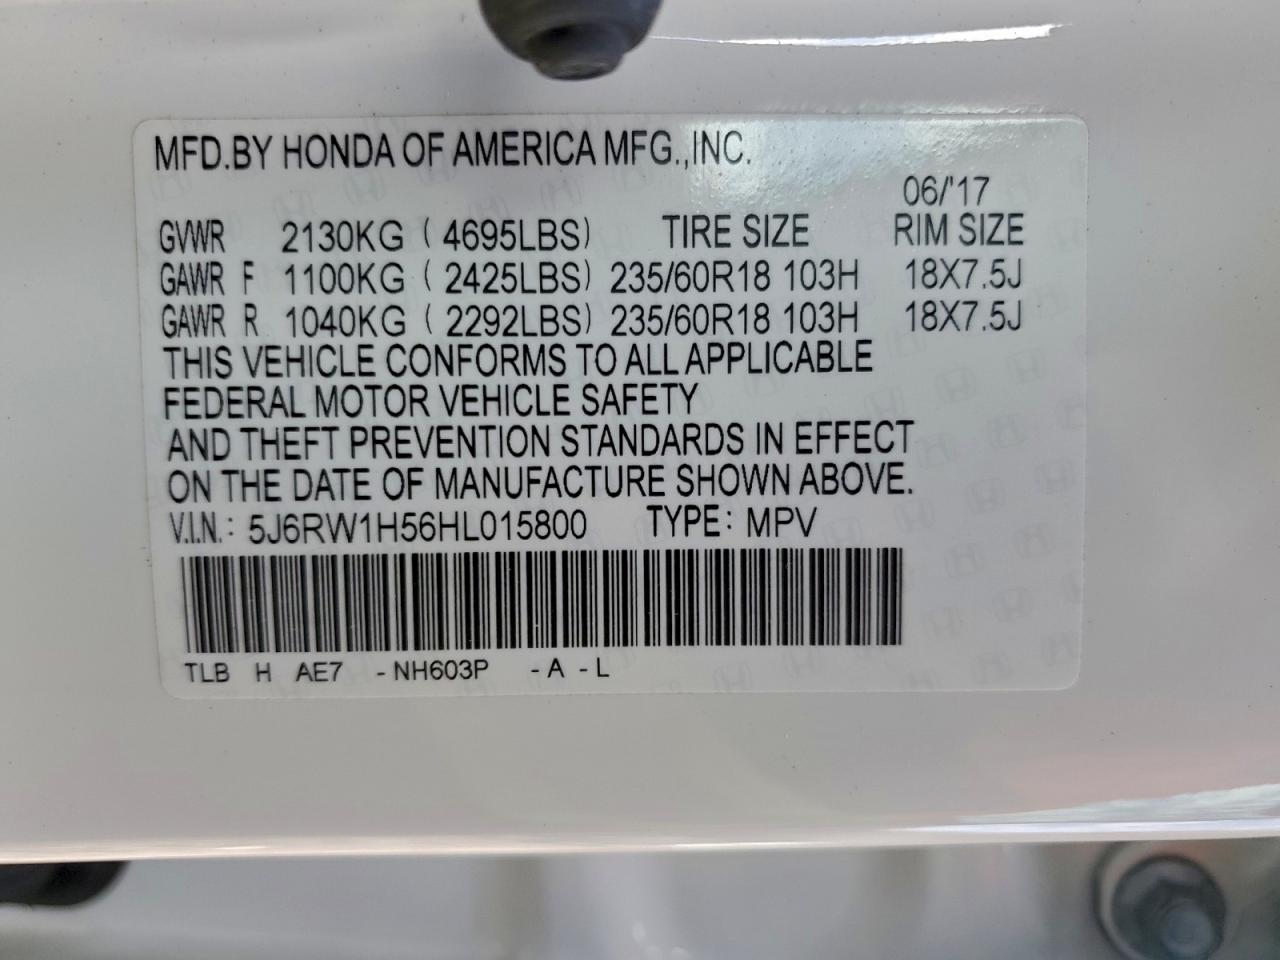 MFD.BY HONDA OF AMERICA MFG.,INC.
06/'17
GVWR 2130KG ( 4695LBS) TIRE SIZE RIM SIZE
GAWR F 1100KG ( 2425LBS) 235/60R18 103H 18X7.5J
GAWR R 1040KG ( 2292LBS) 235/60R18 103H 18X7.5J
THIS VEHICLE CONFORMS TO ALL APPLICABLE
FEDERAL MOTOR VEHICLE SAFETY
AND THEFT PREVENTION STANDARDS IN EFFECT
ON THE DATE OF MANUFACTURE SHOWN ABOVE.
V.I.N.: 5J6RW1H56HL015800 TYPE: MPV
TLB H AE7 -NH603P -A -L